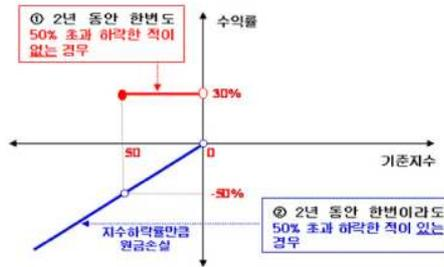 ① 2년 동안 한번도
50% 초과 하락한 적이
없는 경우
수익률
30%
50
0
기준지수
-50%
지수하락률만큼
원금손실
② 2년 동안 한번이라도
50% 초과 하락한 적이 있는
경우